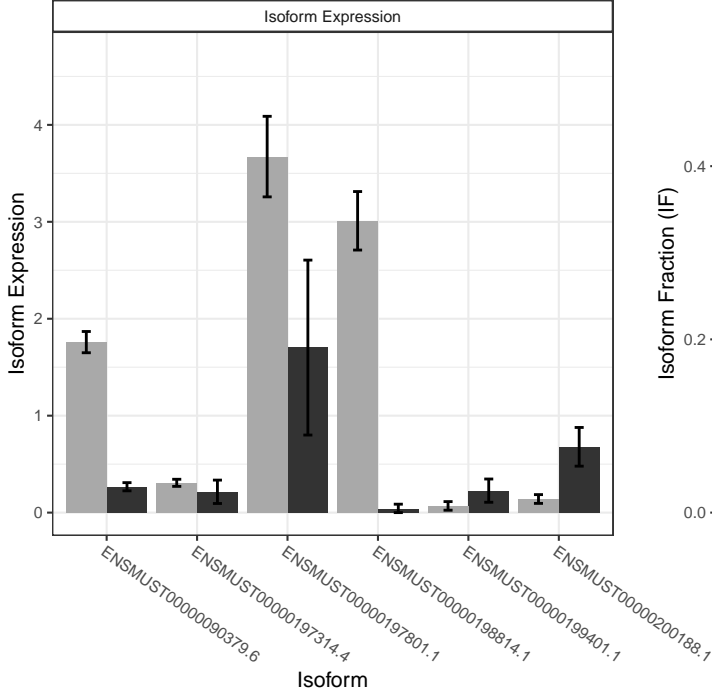 Isoform Expression
Isoform Expression
4
3
2
1
0
ENSMUST00000090379.6
ENSMUST00000197314.4
ENSMUST00000197801.1
ENSMUST00000198814.1
ENSMUST00000199401.1
ENSMUST00000200188.1
Isoform
Isoform Fraction (IF)
0.4
0.2
0.0